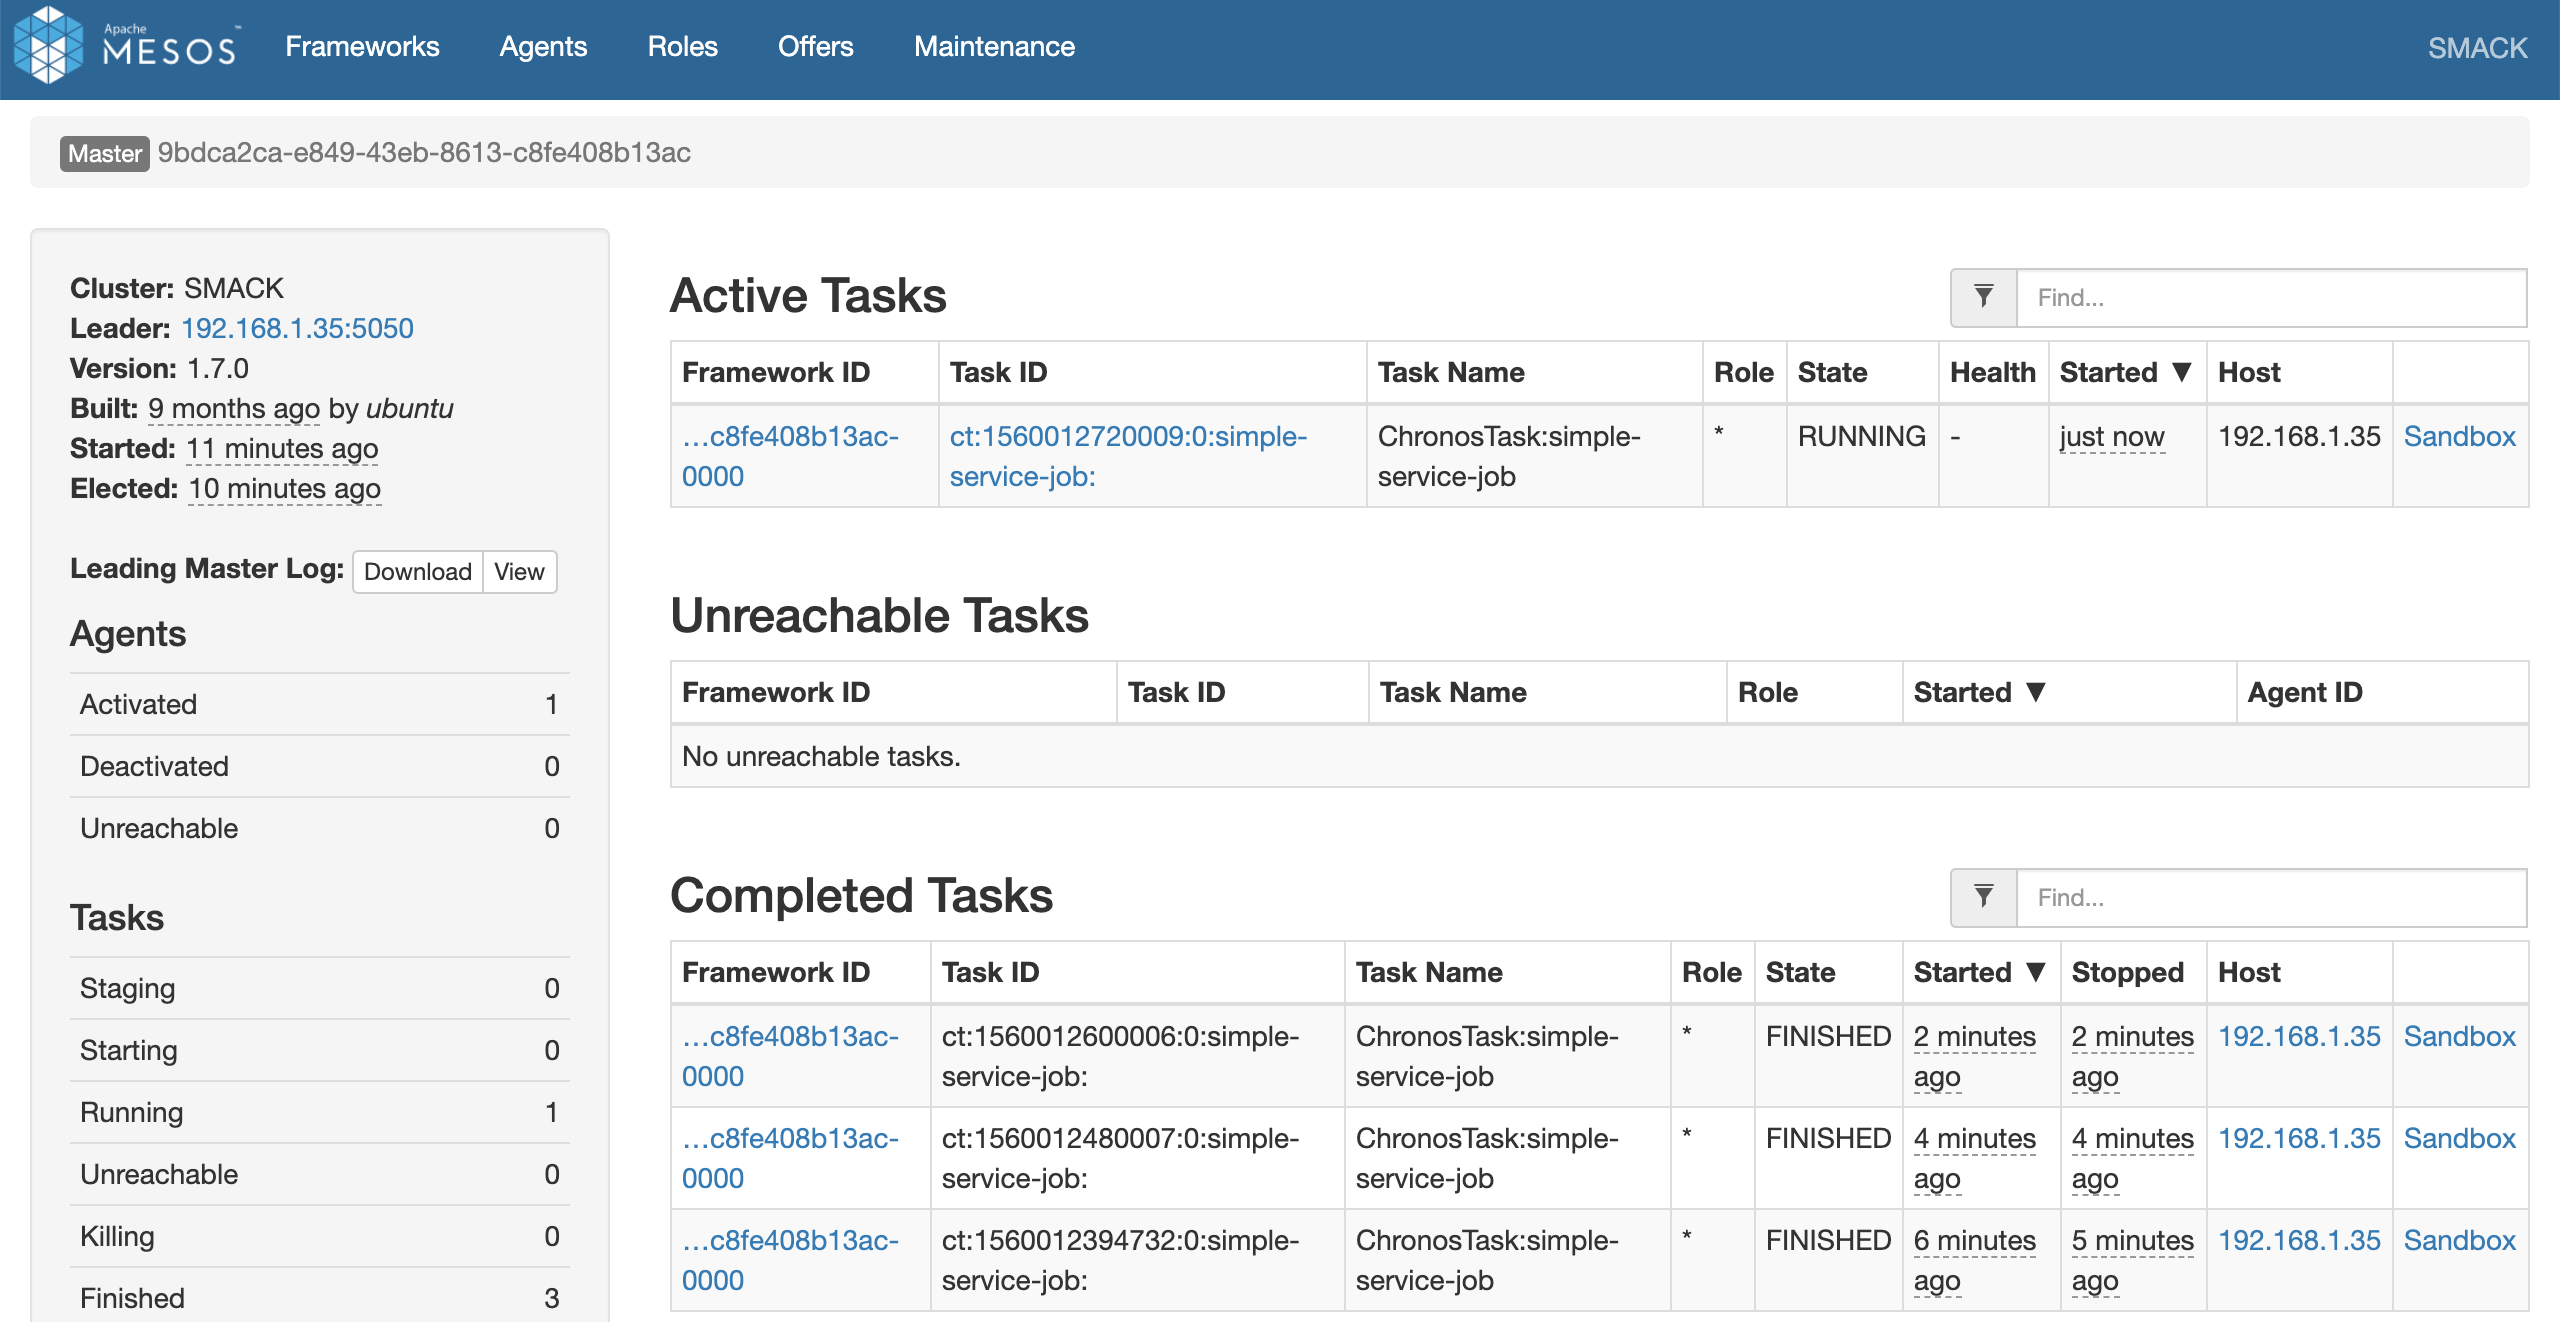 Apache
MESOS™
Frameworks Agents Roles Offers Maintenance SMACK
Master 9bdca2ca-e849-43eb-8613-c8fe408b13ac
Cluster: SMACK
Leader: 192.168.1.35:5050
Version: 1.7.0
Built: 9 months ago by ubuntu
Started: 11 minutes ago
Elected: 10 minutes ago
Leading Master Log: Download View
Agents
Activated 1
Deactivated 0
Unreachable 0
Tasks
Staging 0
Starting 0
Running 1
Unreachable 0
Killing 0
Finished 3
Active Tasks
Find...
Framework ID Task ID Task Name Role State Health Started ▼ Host
…c8fe408b13ac- ct:1560012720009:0:simple- ChronosTask:simple- * RUNNING - just now 192.168.1.35 Sandbox
0000 service-job: service-job
Unreachable Tasks
Framework ID Task ID Task Name Role Started ▼ Agent ID
No unreachable tasks.
Completed Tasks
Find...
Framework ID Task ID Task Name Role State Started ▼ Stopped Host
…c8fe408b13ac- ct:1560012600006:0:simple- ChronosTask:simple- * FINISHED 2 minutes 2 minutes 192.168.1.35 Sandbox
0000 service-job: service-job ago ago
…c8fe408b13ac- ct:1560012480007:0:simple- ChronosTask:simple- * FINISHED 4 minutes 4 minutes 192.168.1.35 Sandbox
0000 service-job: service-job ago ago
…c8fe408b13ac- ct:1560012394732:0:simple- ChronosTask:simple- * FINISHED 6 minutes 5 minutes 192.168.1.35 Sandbox
0000 service-job: service-job ago ago